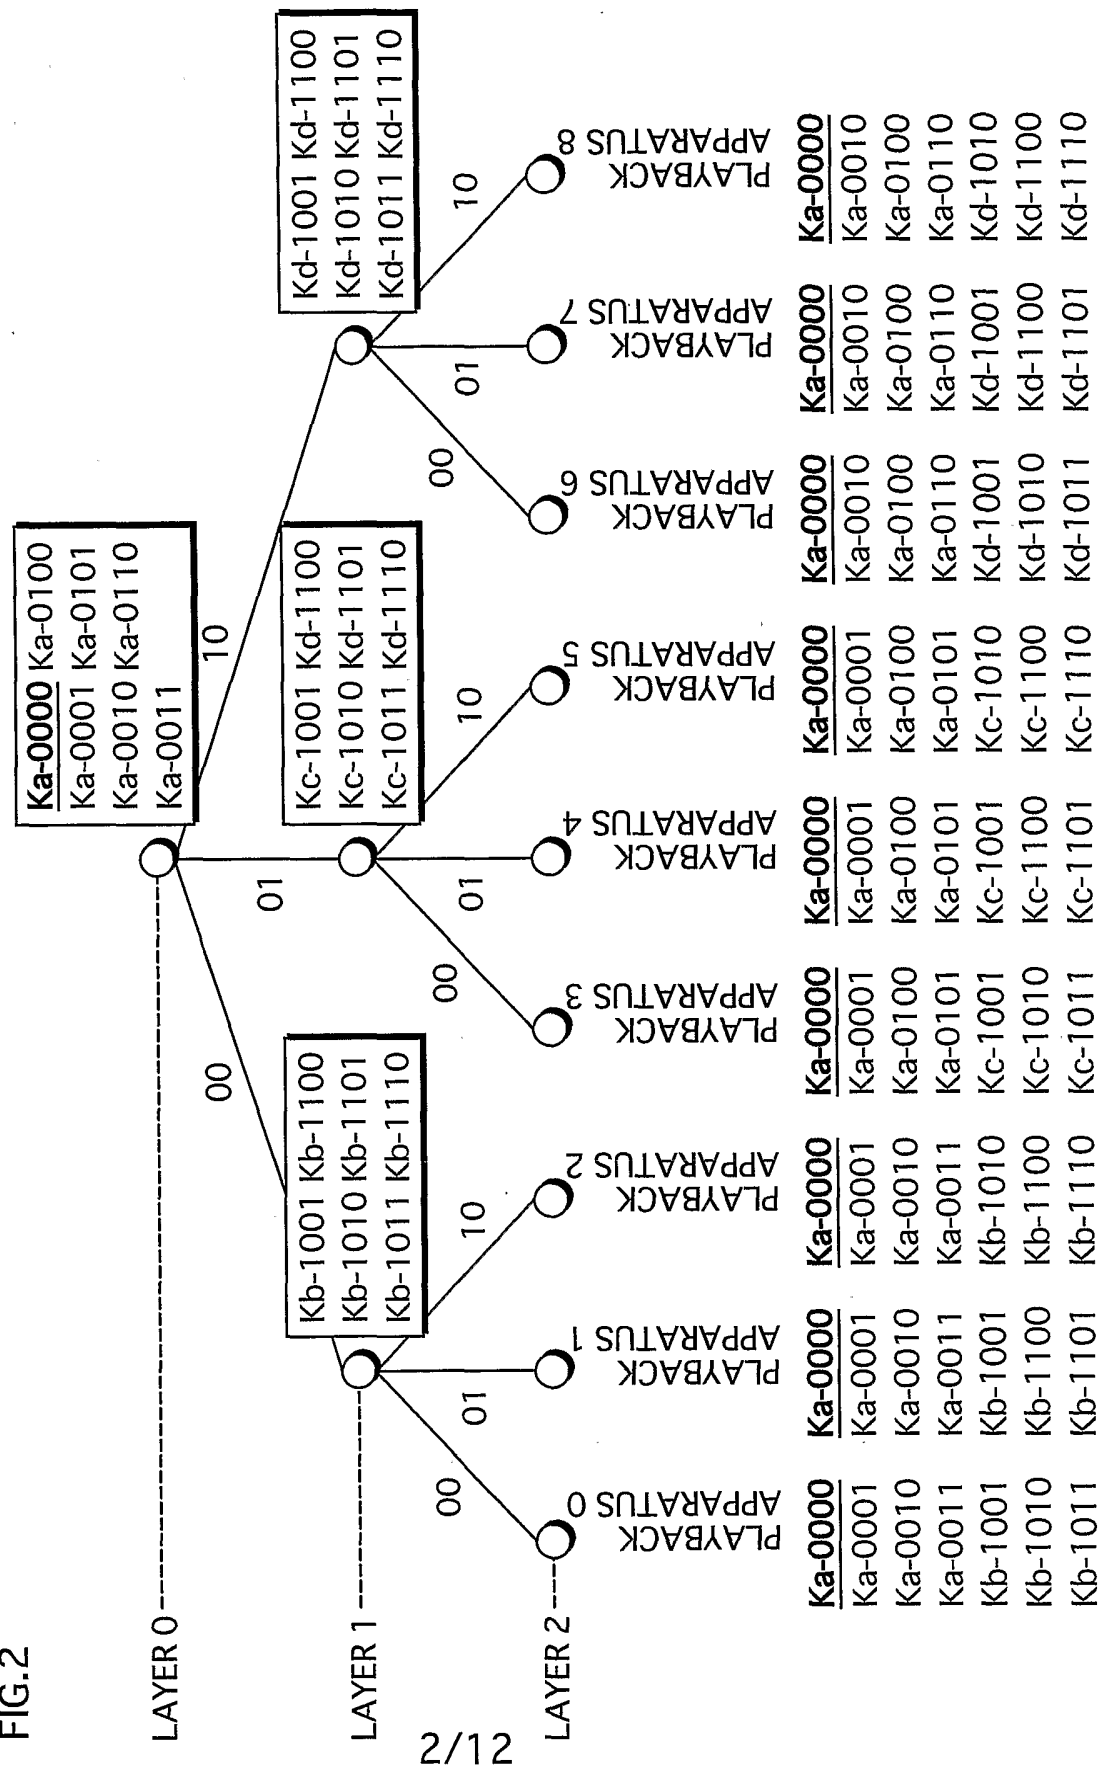 FIG.2
LAYER 0
LAYER 1
LAYER 2
Ka-0000 Ka-0100
Ka-0001 Ka-0101
Ka-0010 Ka-0110
Ka-0011
00
01
10
Kb-1001 Kb-1100
Kb-1010 Kb-1101
Kb-1011 Kb-1110
Kc-1001 Kd-1100
Kc-1010 Kd-1101
Kc-1011 Kd-1110
Kd-1001 Kd-1100
Kd-1010 Kd-1101
Kd-1011 Kd-1110
00
01
10
00
01
10
00
01
10
PLAYBACK
APPARATUS 0
Ka-0000
Ka-0001
Ka-0010
Ka-0011
Kb-1001
Kb-1010
Kb-1011
PLAYBACK
APPARATUS 1
Ka-0000
Ka-0001
Ka-0010
Ka-0011
Kb-1001
Kb-1100
Kb-1101
PLAYBACK
APPARATUS 2
Ka-0000
Ka-0001
Ka-0010
Ka-0011
Kb-1010
Kb-1100
Kb-1110
PLAYBACK
APPARATUS 3
Ka-0000
Ka-0001
Ka-0100
Ka-0101
Kc-1001
Kc-1010
Kc-1011
PLAYBACK
APPARATUS 4
Ka-0000
Ka-0001
Ka-0100
Ka-0101
Kc-1001
Kc-1100
Kc-1101
PLAYBACK
APPARATUS 5
Ka-0000
Ka-0001
Ka-0100
Ka-0101
Kc-1010
Kc-1100
Kc-1110
PLAYBACK
APPARATUS 6
Ka-0000
Ka-0010
Ka-0100
Ka-0110
Kd-1001
Kd-1010
Kd-1011
PLAYBACK
APPARATUS 7
Ka-0000
Ka-0010
Ka-0100
Ka-0110
Kd-1001
Kd-1100
Kd-1101
PLAYBACK
APPARATUS 8
Ka-0000
Ka-0010
Ka-0100
Ka-0110
Kd-1010
Kd-1100
Kd-1110
2/12